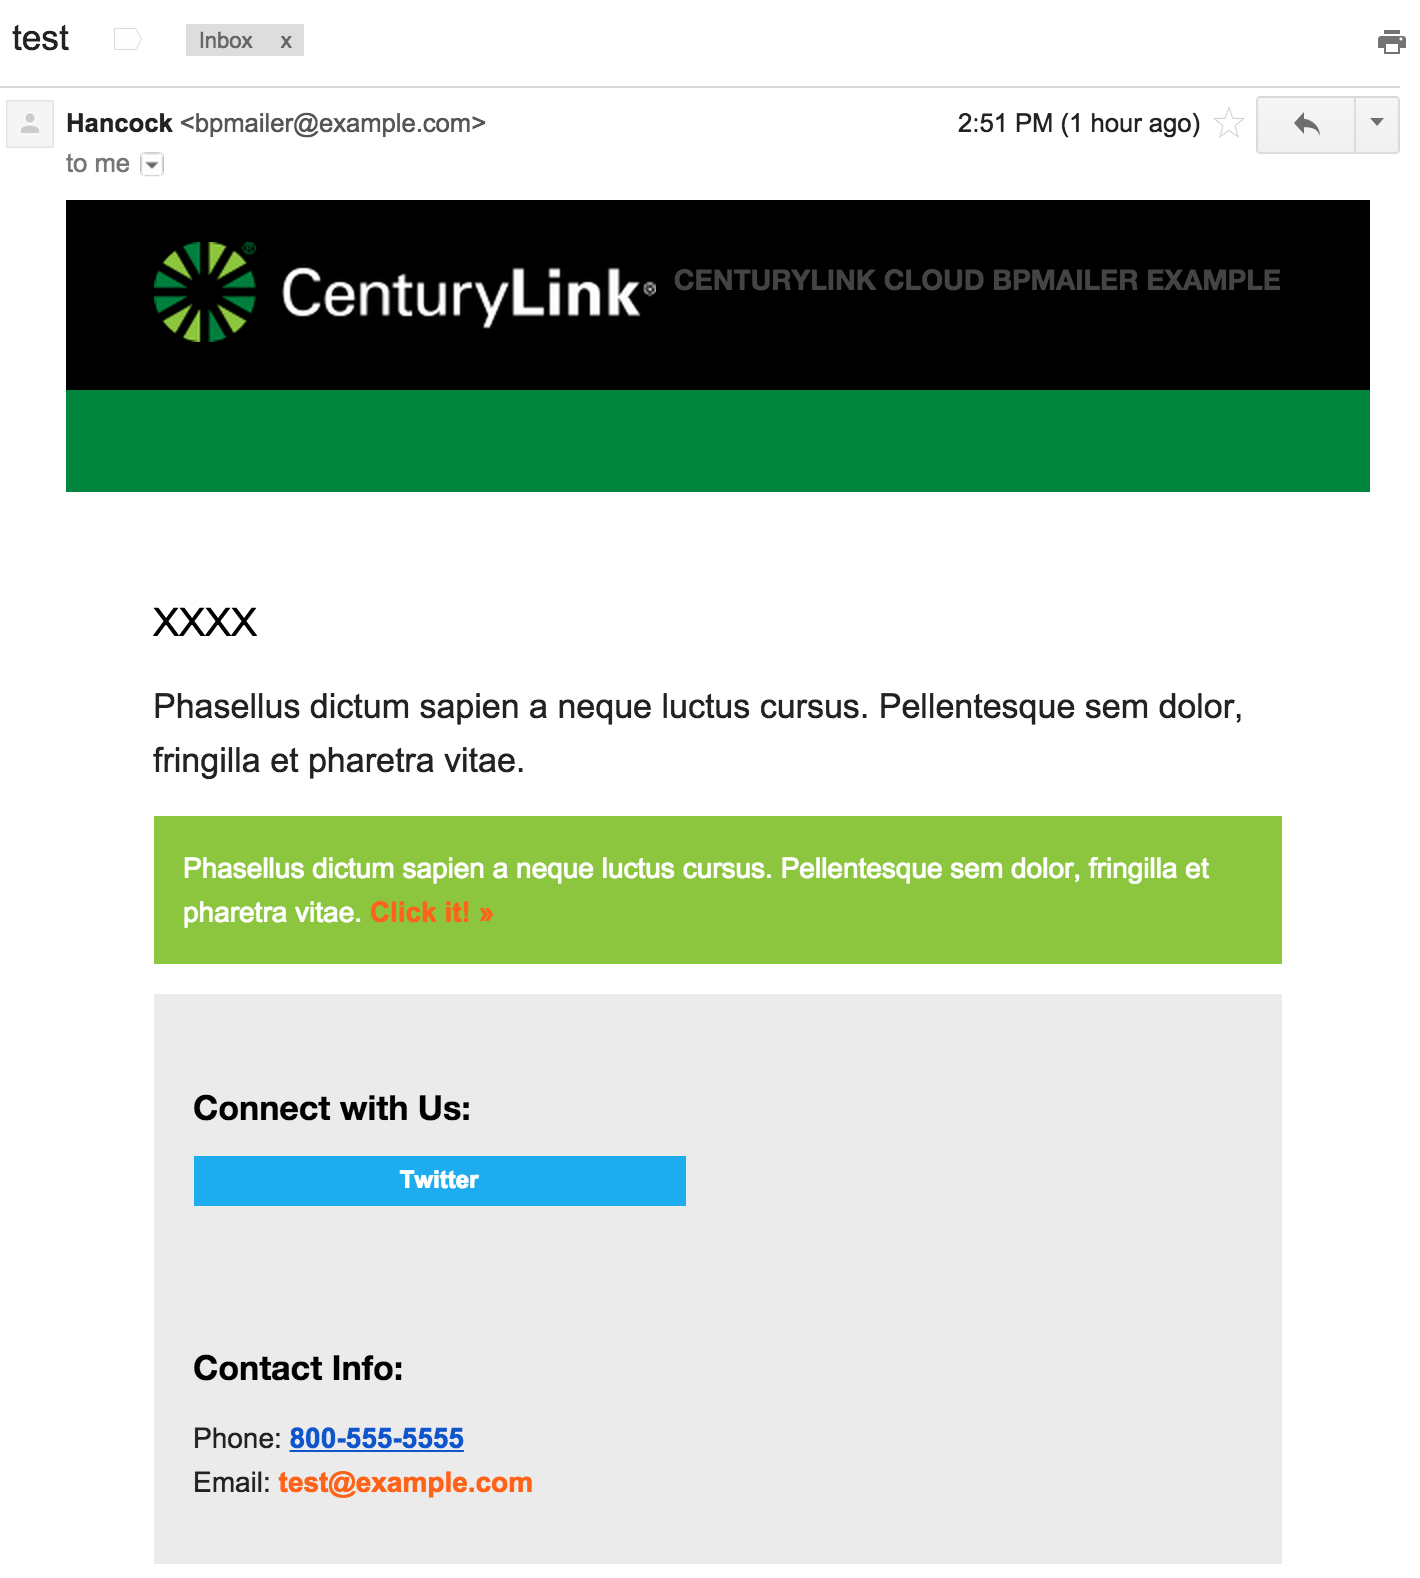 test
Inbox x
Hancock <bpmailer@example.com>
2:51 PM (1 hour ago)
to me
CenturyLink®
CENTURYLINK CLOUD BPMAILER EXAMPLE
XXXX
Phasellus dictum sapien a neque luctus cursus. Pellentesque sem dolor,
fringilla et pharetra vitae.
Phasellus dictum sapien a neque luctus cursus. Pellentesque sem dolor, fringilla et
pharetra vitae. Click it! »
Connect with Us:
Twitter
Contact Info:
Phone: 800-555-5555
Email: test@example.com